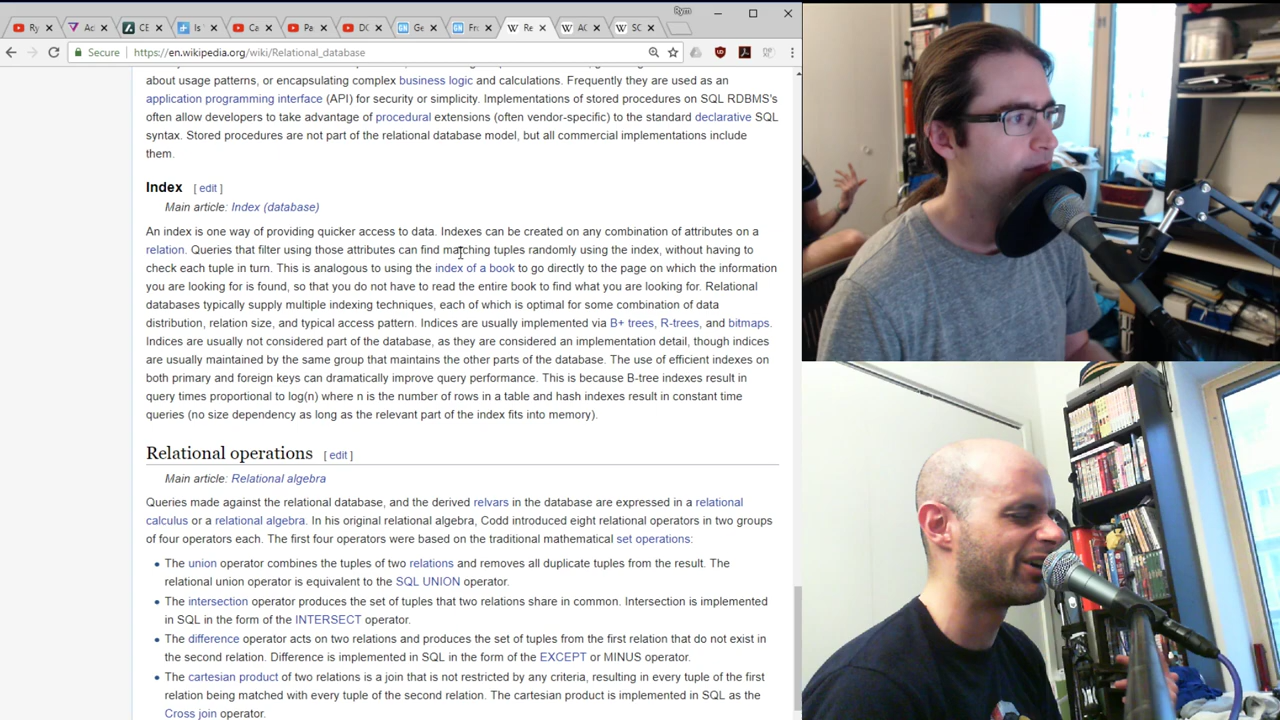 Rym
Ry
Ad
CE
Is
Ca
Pa
DC
Ge
Fr
Re
AC
SC
Secure https://en.wikipedia.org/wiki/Relational_database
about usage patterns, or encapsulating complex business logic and calculations. Frequently they are used as an
application programming interface (API) for security or simplicity. Implementations of stored procedures on SQL RDBMS's
often allow developers to take advantage of procedural extensions (often vendor-specific) to the standard declarative SQL
syntax. Stored procedures are not part of the relational database model, but all commercial implementations include
them.
Index [ edit ]
Main article: Index (database)
An index is one way of providing quicker access to data. Indexes can be created on any combination of attributes on a
relation. Queries that filter using those attributes can find matching tuples randomly using the index, without having to
check each tuple in turn. This is analogous to using the index of a book to go directly to the page on which the information
you are looking for is found, so that you do not have to read the entire book to find what you are looking for. Relational
databases typically supply multiple indexing techniques, each of which is optimal for some combination of data
distribution, relation size, and typical access pattern. Indices are usually implemented via B+ trees, R-trees, and bitmaps.
Indices are usually not considered part of the database, as they are considered an implementation detail, though indices
are usually maintained by the same group that maintains the other parts of the database. The use of efficient indexes on
both primary and foreign keys can dramatically improve query performance. This is because B-tree indexes result in
query times proportional to log(n) where n is the number of rows in a table and hash indexes result in constant time
queries (no size dependency as long as the relevant part of the index fits into memory).
Relational operations [ edit ]
Main article: Relational algebra
Queries made against the relational database, and the derived relvars in the database are expressed in a relational
calculus or a relational algebra. In his original relational algebra, Codd introduced eight relational operators in two groups
of four operators each. The first four operators were based on the traditional mathematical set operations:
• The union operator combines the tuples of two relations and removes all duplicate tuples from the result. The
relational union operator is equivalent to the SQL UNION operator.
• The intersection operator produces the set of tuples that two relations share in common. Intersection is implemented
in SQL in the form of the INTERSECT operator.
• The difference operator acts on two relations and produces the set of tuples from the first relation that do not exist in
the second relation. Difference is implemented in SQL in the form of the EXCEPT or MINUS operator.
• The cartesian product of two relations is a join that is not restricted by any criteria, resulting in every tuple of the first
relation being matched with every tuple of the second relation. The cartesian product is implemented in SQL as the
Cross join operator.